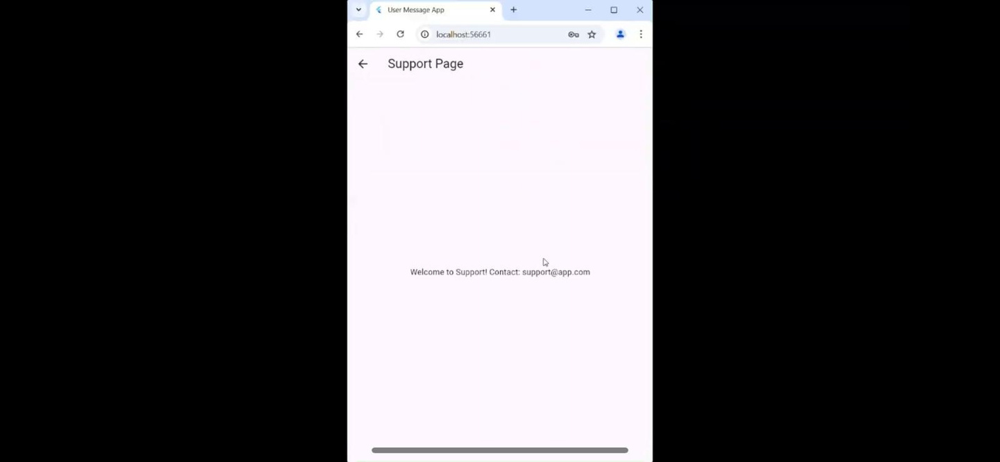 User Message App
localhost:56661
Support Page
Welcome to Support! Contact: support@app.com